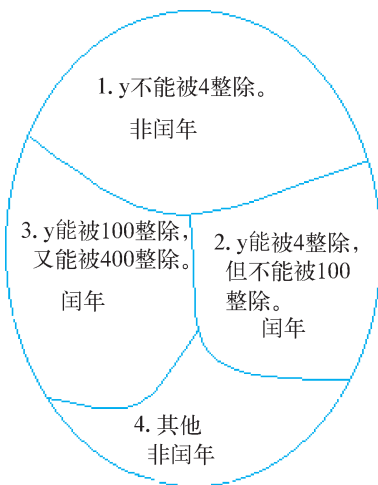 1. y不能被4整除。
非闰年
3. y能被100整除，
又能被400整除。
闰年
2. y能被4整除，
但不能被100
整除。
闰年
4. 其他
非闰年